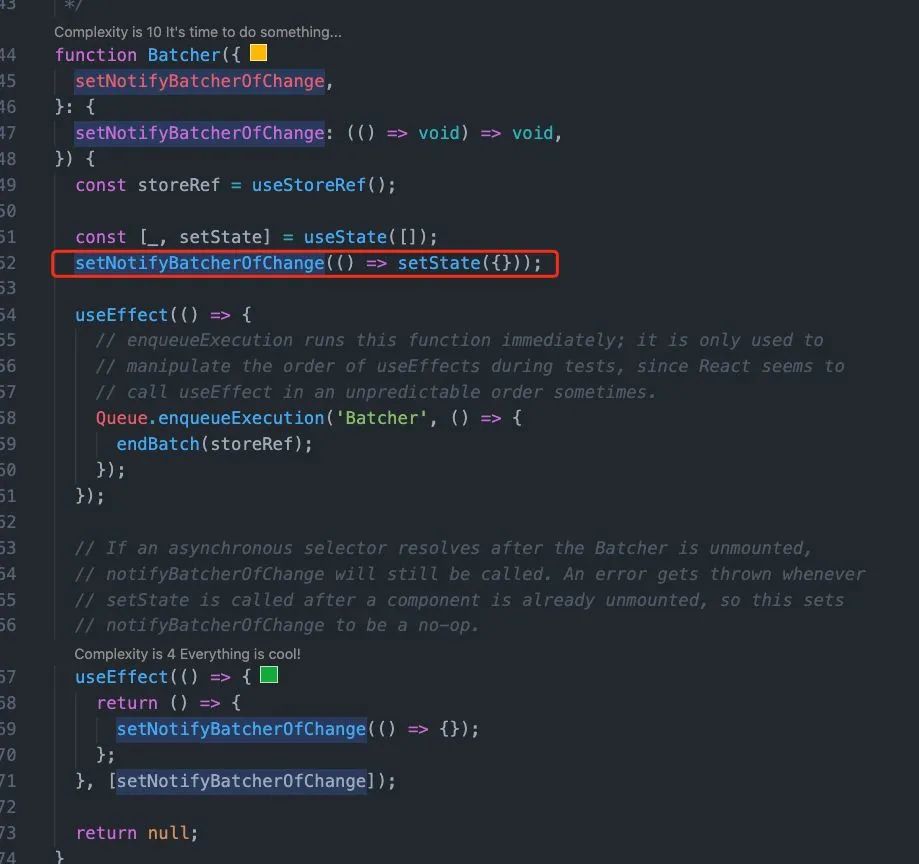 43 */
Complexity is 10 It's time to do something...
44 function Batcher({
45 setNotifyBatcherOfChange,
46 }: {
47 setNotifyBatcherOfChange: (() => void) => void,
48 }) {
49 const storeRef = useStoreRef();
50
51 const [_, setState] = useState([]);
52 setNotifyBatcherOfChange(() => setState({}));
53
54 useEffect(() => {
55 // enqueueExecution runs this function immediately; it is only used to
56 // manipulate the order of useEffects during tests, since React seems to
57 // call useEffect in an unpredictable order sometimes.
58 Queue.enqueueExecution('Batcher', () => {
59 endBatch(storeRef);
60 });
61 });
62
63 // If an asynchronous selector resolves after the Batcher is unmounted,
64 // notifyBatcherOfChange will still be called. An error gets thrown whenever
65 // setState is called after a component is already unmounted, so this sets
66 // notifyBatcherOfChange to be a no-op.
Complexity is 4 Everything is cool!
67 useEffect(() => {
68 return () => {
69 setNotifyBatcherOfChange(() => {});
70 };
71 }, [setNotifyBatcherOfChange]);
72
73 return null;
74 }